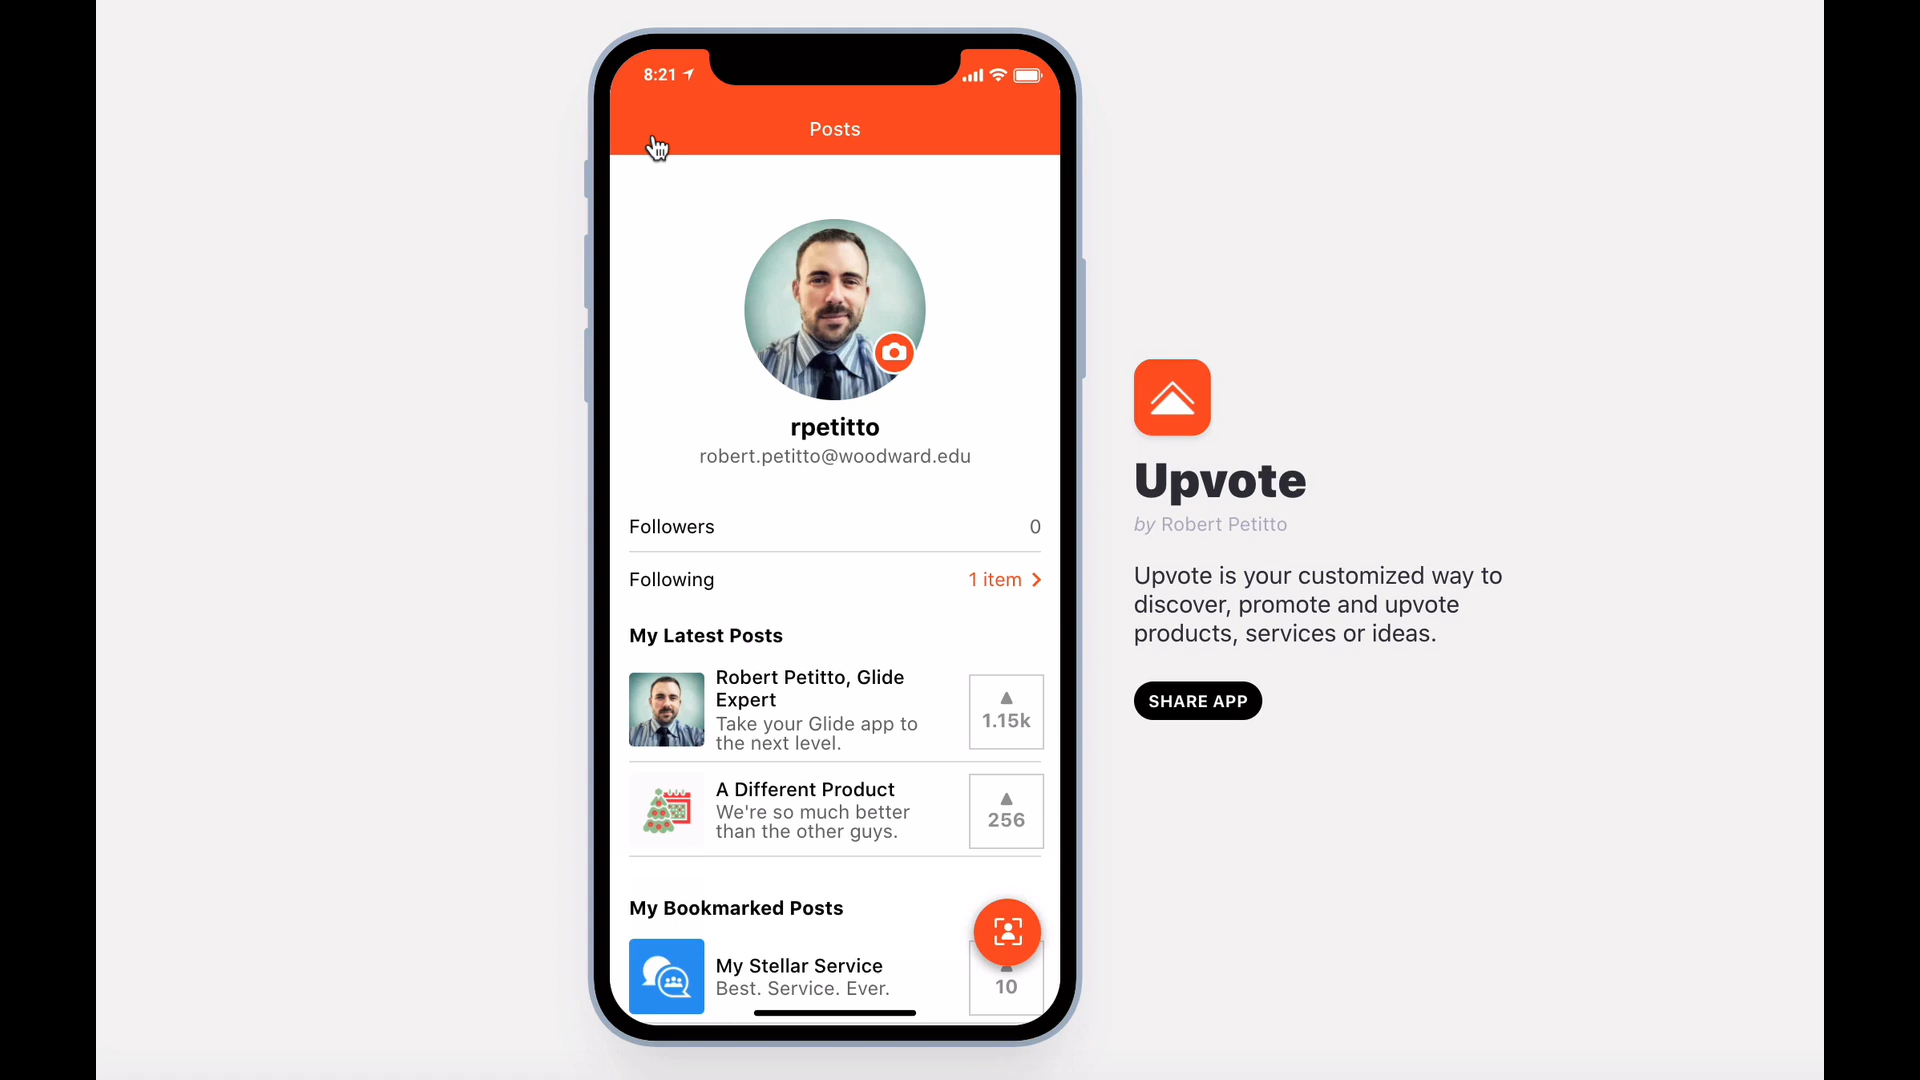 8:21
Posts
rpetitto
robert.petitto@woodward.edu
Followers
0
Following
1 item
My Latest Posts
Robert Petitto, Glide
Expert
Take your Glide app to
the next level.
1.15k
A Different Product
We're so much better
than the other guys.
256
My Bookmarked Posts
My Stellar Service
Best. Service. Ever.
10
Upvote
by Robert Petitto
Upvote is your customized way to
discover, promote and upvote
products, services or ideas.
SHARE APP